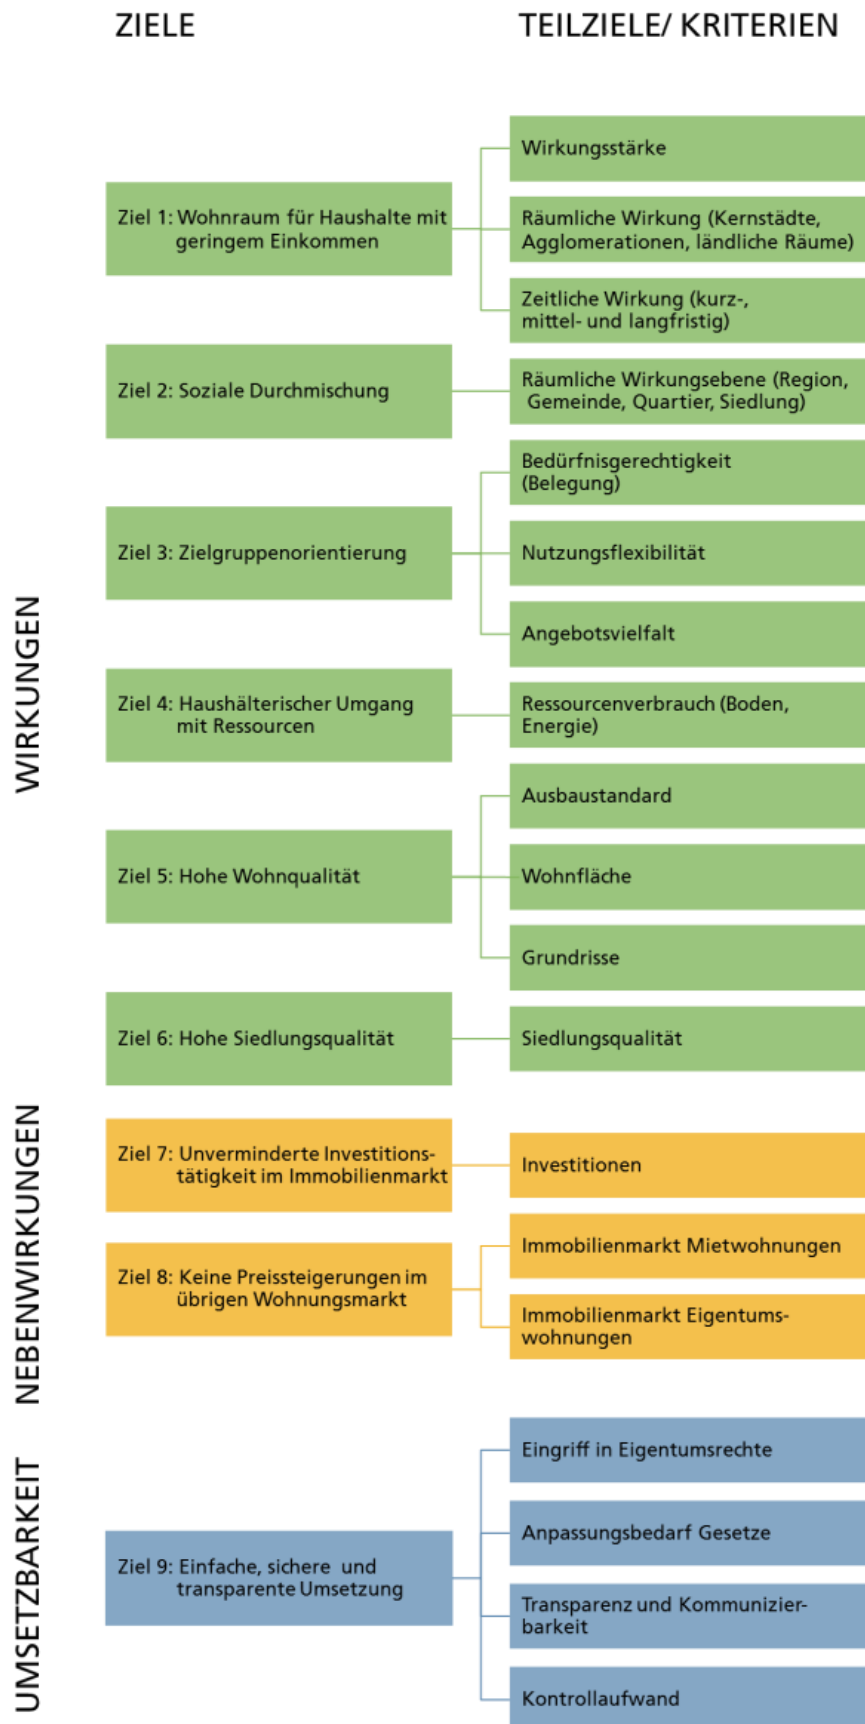 ZIELE
TEILZIELE/ KRITERIEN
WIRKUNGEN
Ziel 1: Wohnraum für Haushalte mit
geringem Einkommen
Wirkungsstärke
Räumliche Wirkung (Kernstädte,
Agglomerationen, ländliche Räume)
Zeitliche Wirkung (kurz-,
mittel- und langfristig)
Ziel 2: Soziale Durchmischung
Räumliche Wirkungsebene (Region,
Gemeinde, Quartier, Siedlung)
Ziel 3: Zielgruppenorientierung
Bedürfnisgerechtigkeit
(Belegung)
Nutzungsflexibilität
Angebotsvielfalt
Ziel 4: Haushälterischer Umgang
mit Ressourcen
Ressourcenverbrauch (Boden,
Energie)
Ziel 5: Hohe Wohnqualität
Ausbaustandard
Wohnfläche
Grundrisse
Ziel 6: Hohe Siedlungsqualität
Siedlungsqualität
NEBENWIRKUNGEN
Ziel 7: Unverminderte Investitions-
tätigkeit im Immobilienmarkt
Investitionen
Ziel 8: Keine Preissteigerungen im
übrigen Wohnungsmarkt
Immobilienmarkt Mietwohnungen
Immobilienmarkt Eigentums-
wohnungen
UMSETZBARKEIT
Ziel 9: Einfache, sichere und
transparente Umsetzung
Eingriff in Eigentumsrechte
Anpassungsbedarf Gesetze
Transparenz und Kommunizier-
barkeit
Kontrollaufwand